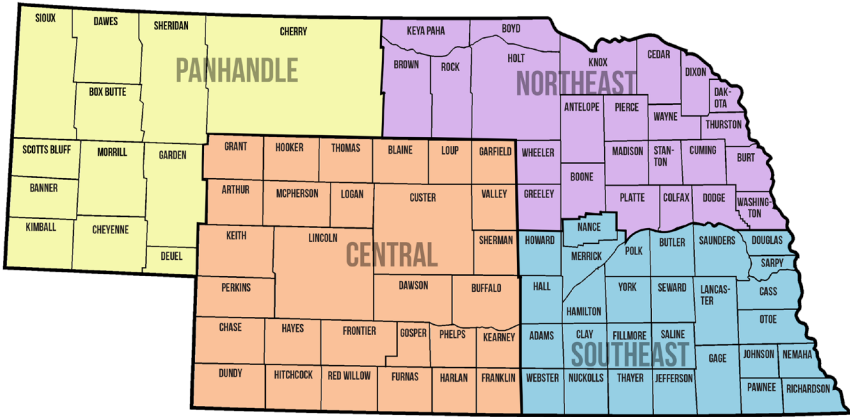 SIOUX
DAWES
SHERIDAN
CHERRY
BOX BUTTE
PANHANDLE
SCOTTS BLUFF
MORRILL
GARDEN
BANNER
KIMBALL
CHEYENNE
DEUEL
KEYA PAHA
BOYD
BROWN
ROCK
HOLT
KNOX
CEDAR
DIXON
DAK-
OTA
NORTHEAST
ANTELOPE
PIERCE
WAYNE
THURSTON
WHEELER
MADISON
STAN-
TON
CUMING
BURT
BOONE
GREELEY
PLATTE
COLFAX
DODGE
WASHING-
TON
GRANT
HOOKER
THOMAS
BLAINE
LOUP
GARFIELD
ARTHUR
MCPHERSON
LOGAN
CUSTER
VALLEY
KEITH
LINCOLN
SHERMAN
CENTRAL
PERKINS
DAWSON
BUFFALO
CHASE
HAYES
FRONTIER
GOSPER
PHELPS
KEARNEY
DUNDY
HITCHCOCK
RED WILLOW
FURNAS
HARLAN
FRANKLIN
NANCE
HOWARD
MERRICK
POLK
BUTLER
SAUNDERS
DOUGLAS
SARPY
HALL
YORK
SEWARD
LANCAS-
TER
CASS
HAMILTON
OTOE
ADAMS
CLAY
FILLMORE
SALINE
SOUTHEAST
GAGE
JOHNSON
NEMAHA
WEBSTER
NUCKOLLS
THAYER
JEFFERSON
PAWNEE
RICHARDSON